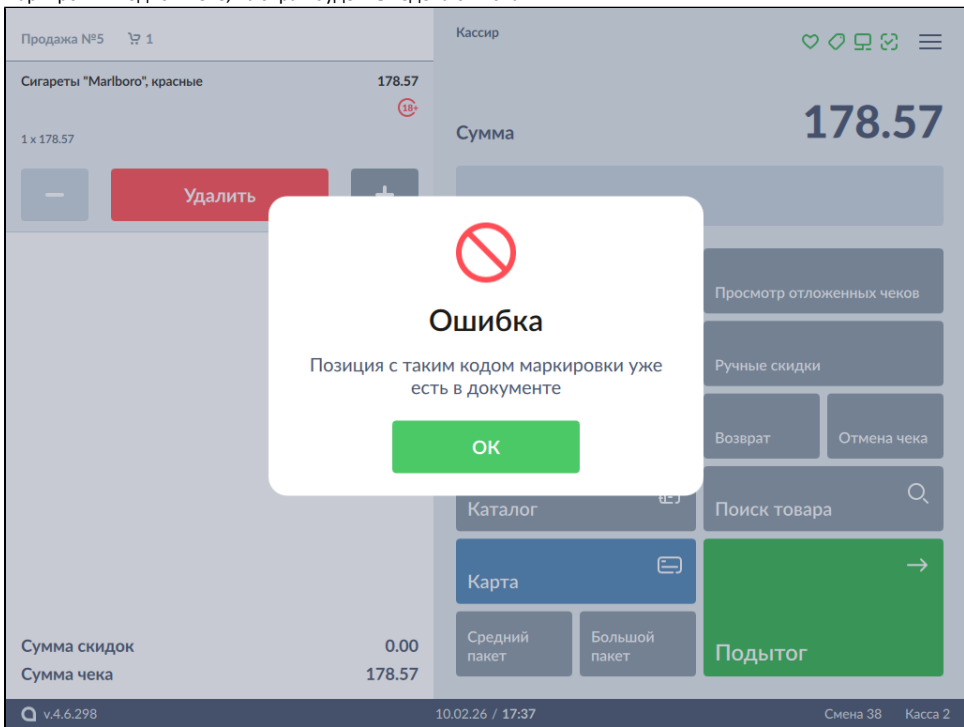 Продажа №5 1
Кассир
Сигареты "Marlboro", красные 178.57
18+
1 x 178.57
Сумма 178.57
Удалить
Ошибка
Позиция с таким кодом маркировки уже
есть в документе
ОК
Просмотр отложенных чеков
Ручные скидки
Возврат
Отмена чека
Каталог
Поиск товара
Карта
Средний
пакет
Большой
пакет
Подытог
Сумма скидок 0.00
Сумма чека 178.57
v.4.6.298
10.02.26 / 17:37
Смена 38 Касса 2